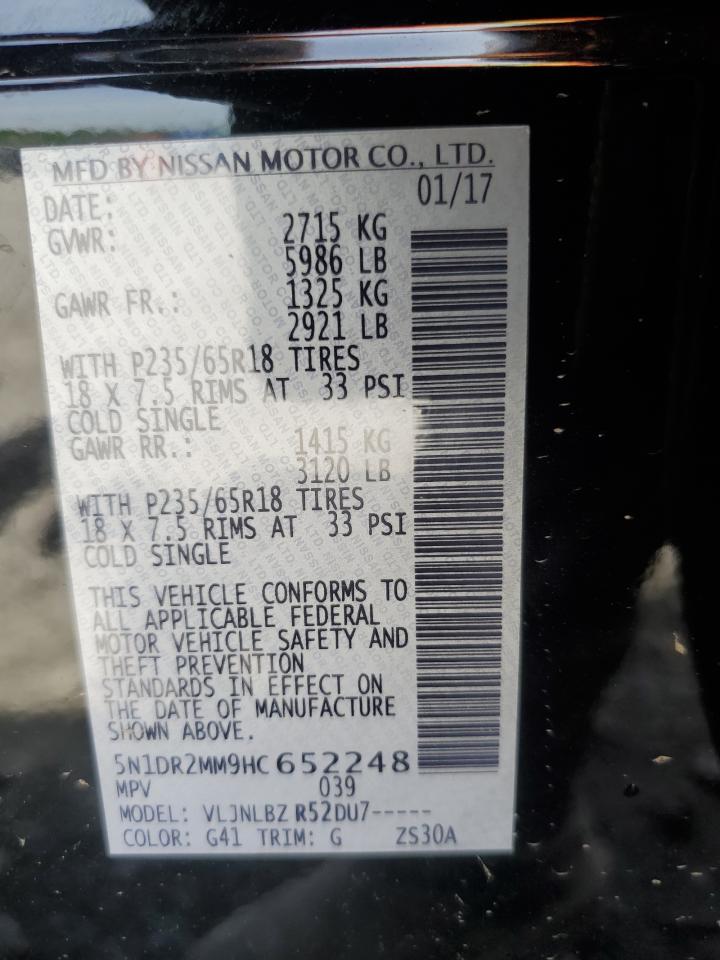 MFD BY NISSAN MOTOR CO., LTD.
DATE: 01/17
GVWR: 2715 KG
5986 LB
GAWR FR.: 1325 KG
2921 LB
WITH P235/65R18 TIRES
18 X 7.5 RIMS AT 33 PSI
COLD SINGLE
GAWR RR.: 1415 KG
3120 LB
WITH P235/65R18 TIRES
18 X 7.5 RIMS AT 33 PSI
COLD SINGLE
THIS VEHICLE CONFORMS TO
ALL APPLICABLE FEDERAL
MOTOR VEHICLE SAFETY AND
THEFT PREVENTION
STANDARDS IN EFFECT ON
THE DATE OF MANUFACTURE
SHOWN ABOVE.
5N1DR2MM9HC652248
MPV 039
MODEL: VLJNLBZ R52DU7-----
COLOR: G41 TRIM: G ZS30A